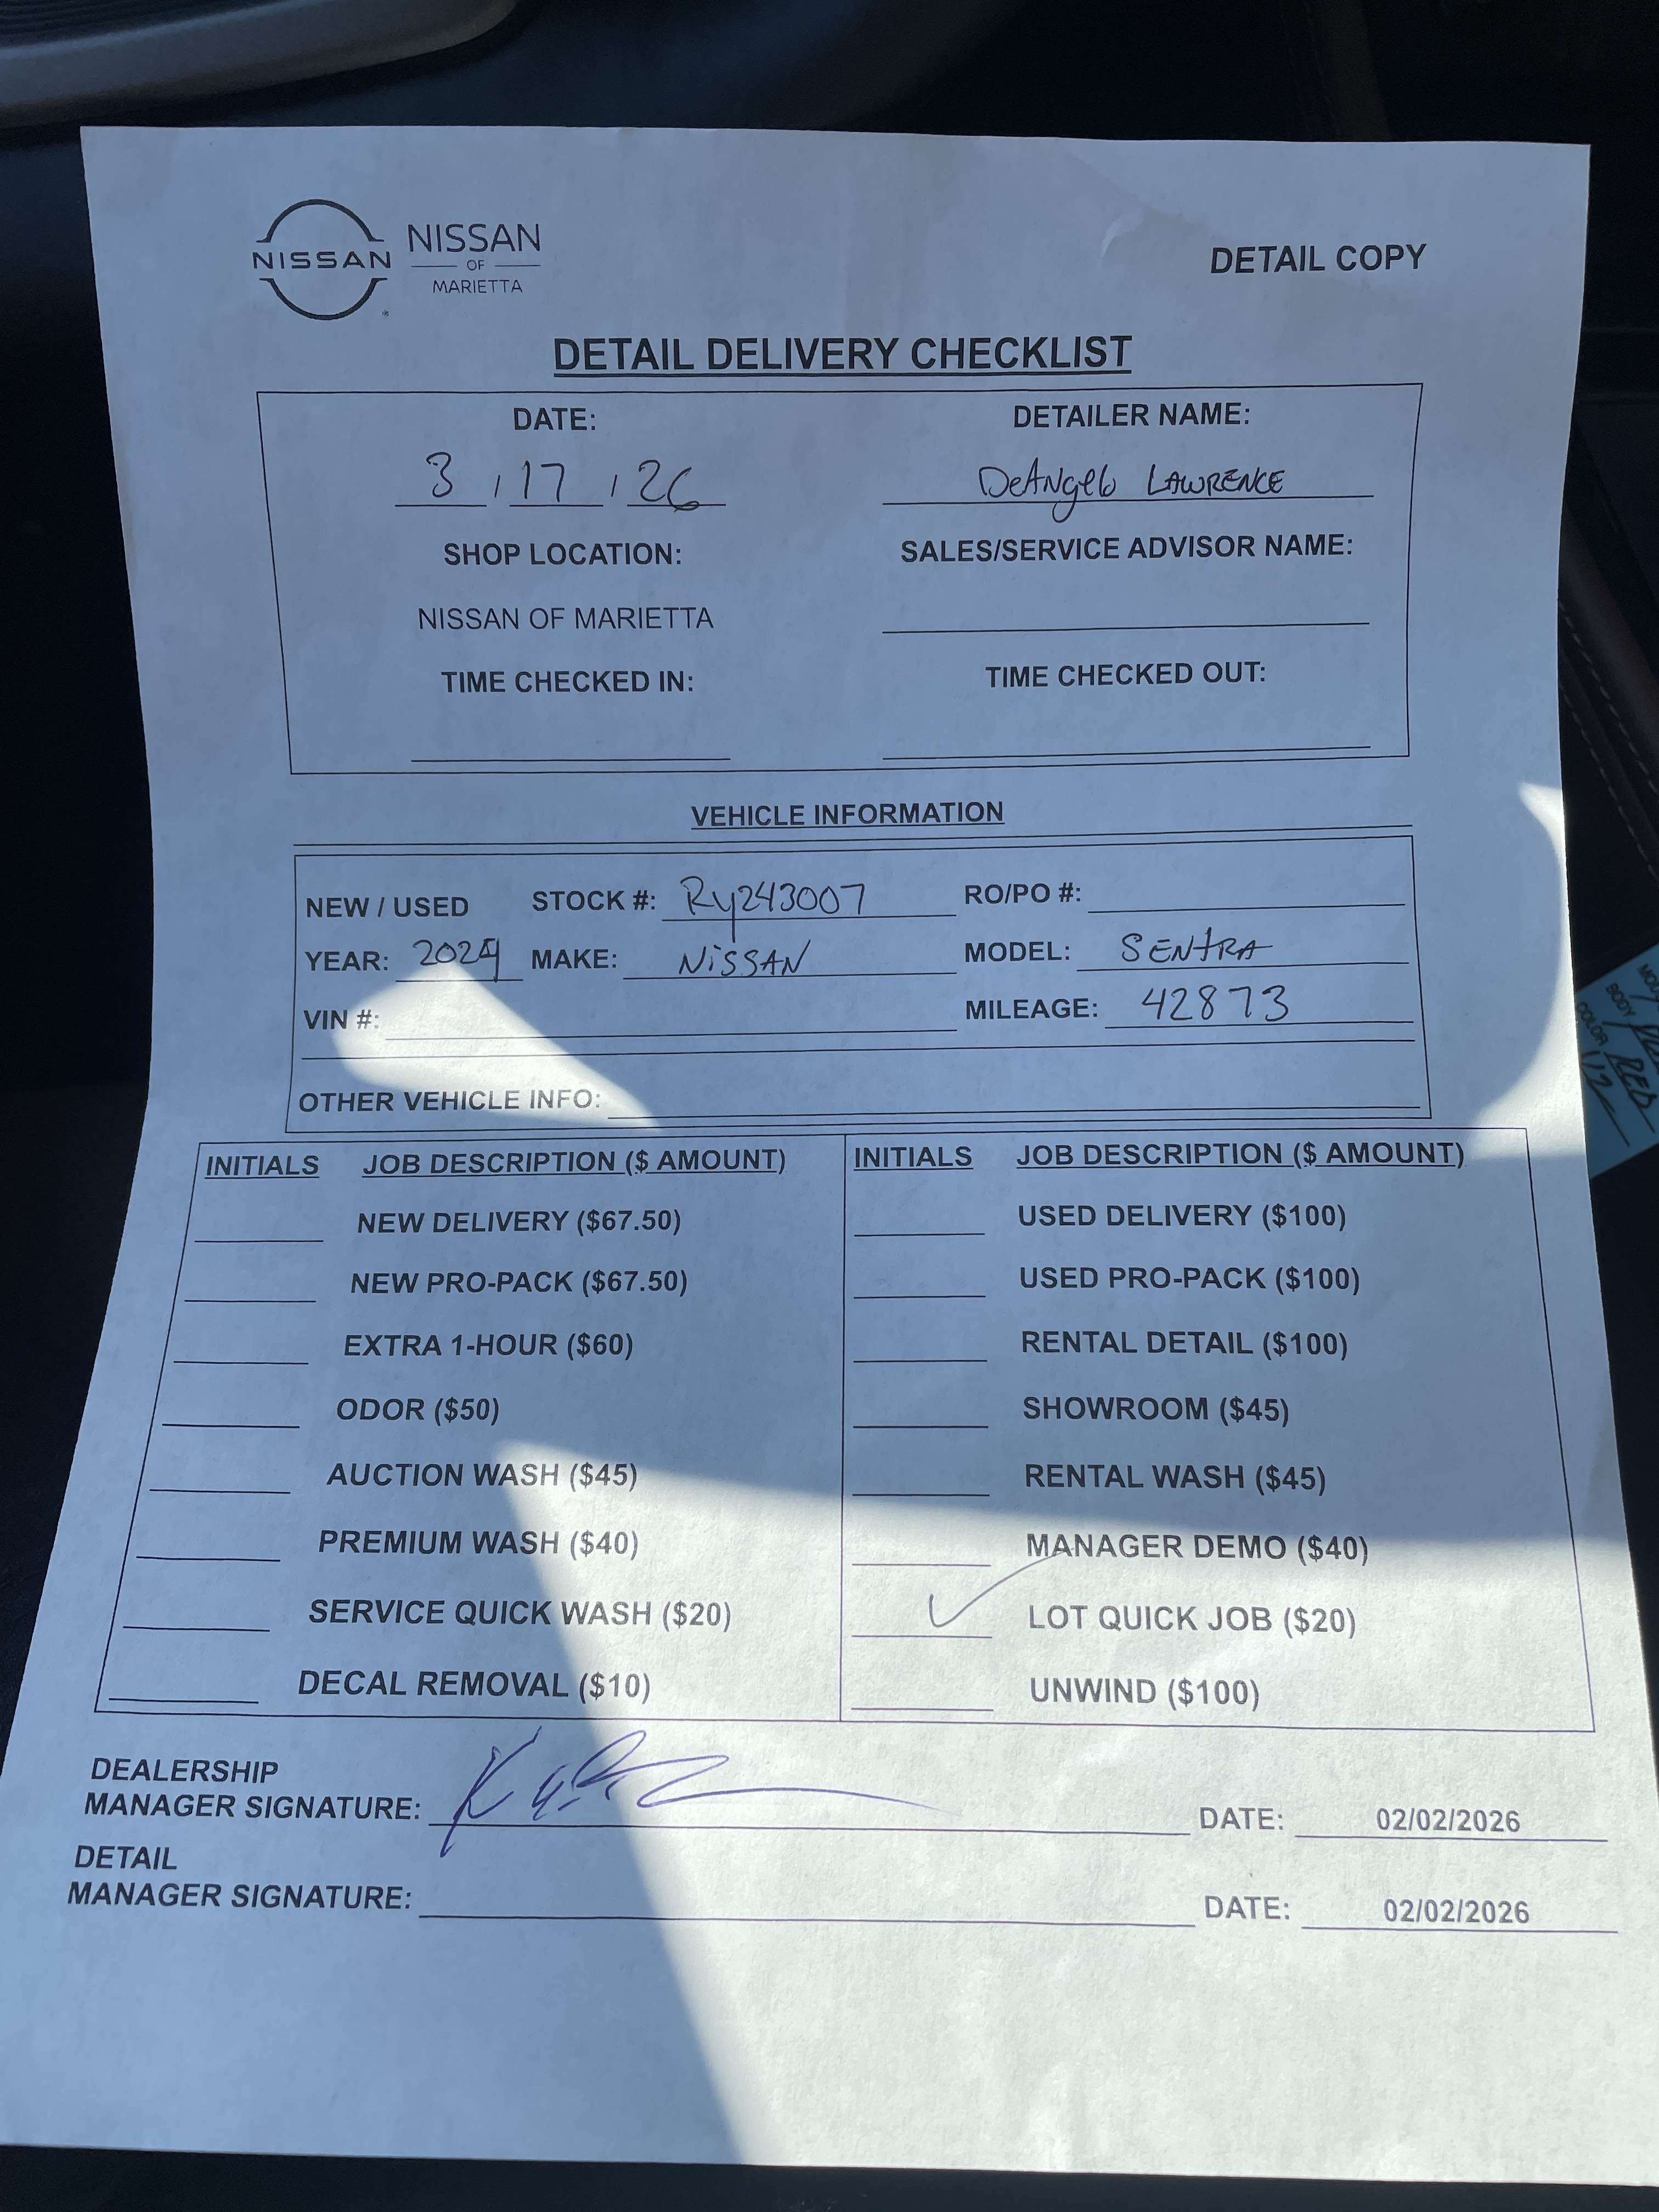 NISSAN
NISSAN
OF
MARIETTA
DETAIL COPY
DETAIL DELIVERY CHECKLIST
DATE: DETAILER NAME:
3 / 17 / 26 DeAngelo LAWRENCE
SHOP LOCATION: SALES/SERVICE ADVISOR NAME:
NISSAN OF MARIETTA
TIME CHECKED IN: TIME CHECKED OUT:
VEHICLE INFORMATION
NEW / USED STOCK #: Ry243007 RO/PO #:
YEAR: 2024 MAKE: NISSAN MODEL: SENTRA
VIN #: MILEAGE: 42873
OTHER VEHICLE INFO:
INITIALS JOB DESCRIPTION ($ AMOUNT) INITIALS JOB DESCRIPTION ($ AMOUNT)
NEW DELIVERY ($67.50) USED DELIVERY ($100)
NEW PRO-PACK ($67.50) USED PRO-PACK ($100)
EXTRA 1-HOUR ($60) RENTAL DETAIL ($100)
ODOR ($50) SHOWROOM ($45)
AUCTION WASH ($45) RENTAL WASH ($45)
PREMIUM WASH ($40) MANAGER DEMO ($40)
SERVICE QUICK WASH ($20) ✓ LOT QUICK JOB ($20)
DECAL REMOVAL ($10) UNWIND ($100)
DEALERSHIP
MANAGER SIGNATURE: DATE: 02/02/2026
DETAIL
MANAGER SIGNATURE: DATE: 02/02/2026
BODY
COLOR RED
1/2